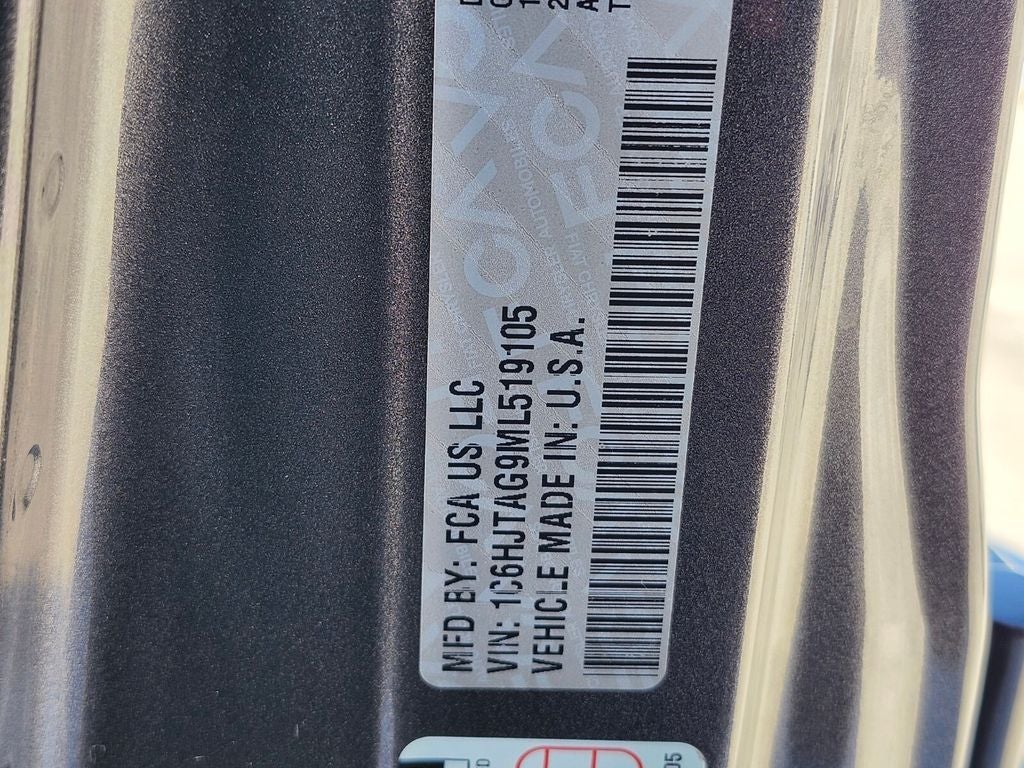 MFD BY: FCA US LLC
VIN: 1C6HJTAG9ML519105
VEHICLE MADE IN: U.S.A.